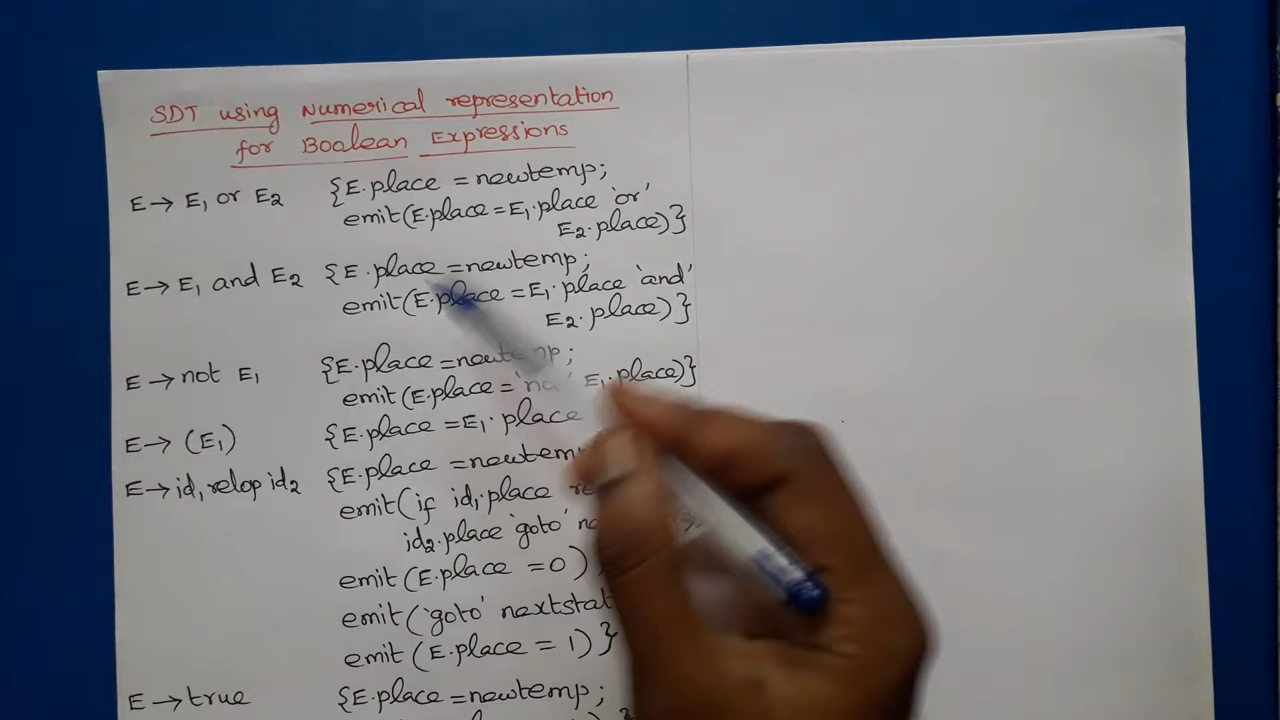 SDT using Numerical representation
for Boolean Expressions
E → E₁ or E₂ {E.place = newtemp;
emit(E.place = E₁.place 'or'
E₂.place)}
E → E₁ and E₂ {E.place = newtemp;
emit(E.place = E₁.place 'and'
E₂.place)}
E → not E₁ {E.place = newtemp;
emit(E.place = E₁.place)}
E → (E₁) {E.place = E₁.place
E → id₁ relop id₂ {E.place =
emit(if id₁.place
id₂.place 'goto'
emit(E.place = 0)
emit('goto'
emit(E.place = 1)}
E → true {E.place = newtemp;